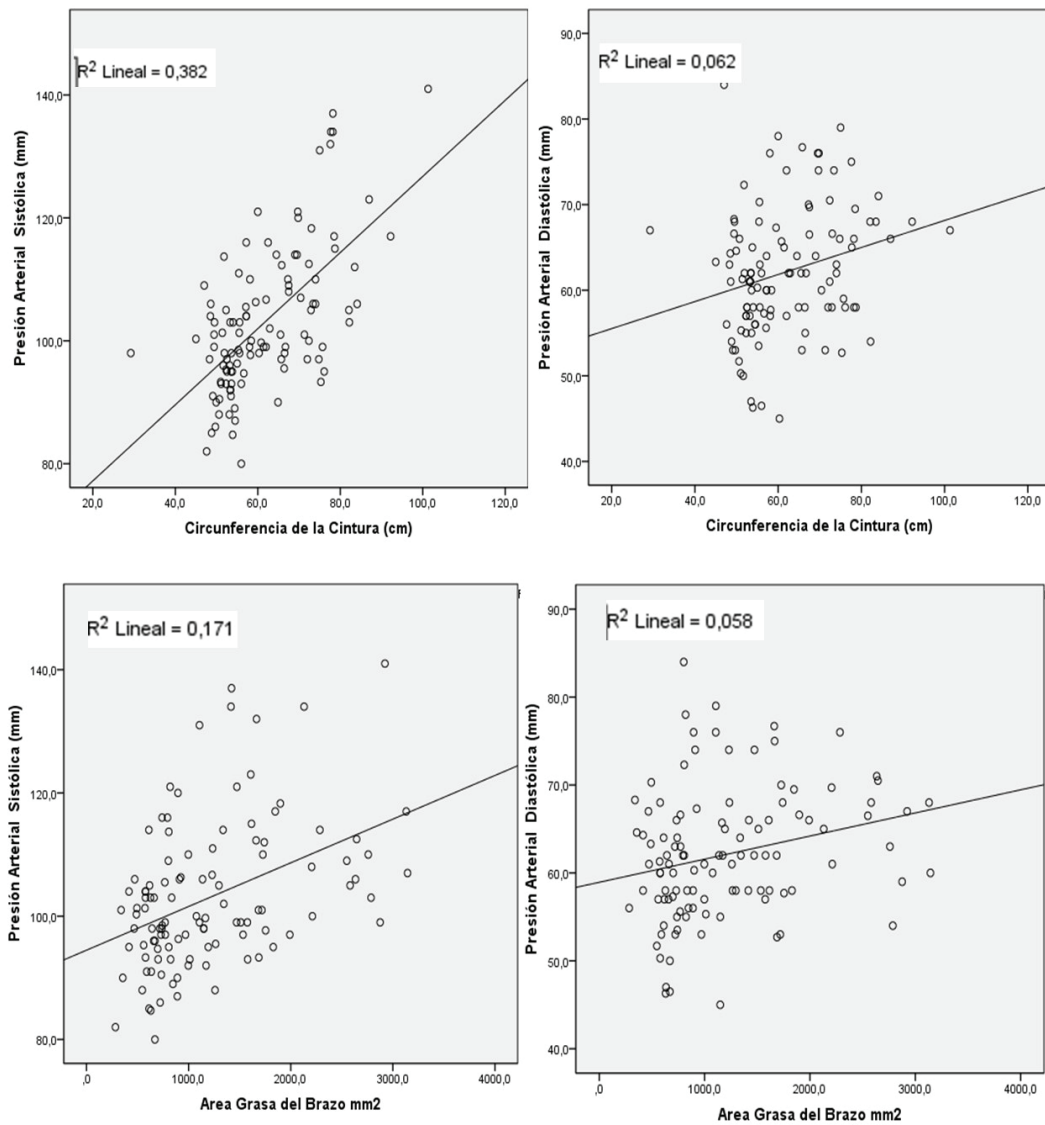 R² Lineal = 0,382
Presión Arterial Sistólica (mm)
140,0
120,0
100,0
80,0
20,0 40,0 60,0 80,0 100,0 120,0
Circunferencia de la Cintura (cm)
R² Lineal = 0,062
Presión Arterial Diastólica (mm)
90,0
80,0
70,0
60,0
50,0
40,0
20,0 40,0 60,0 80,0 100,0 120,0
Circunferencia de la Cintura (cm)
R² Lineal = 0,171
Presión Arterial Sistólica (mm)
140,0
120,0
100,0
80,0
,0 1000,0 2000,0 3000,0 4000,0
Area Grasa del Brazo mm2
R² Lineal = 0,058
Presión Arterial Diastólica (mm)
90,0
80,0
70,0
60,0
50,0
40,0
,0 1000,0 2000,0 3000,0 4000,0
Area Grasa del Brazo mm2